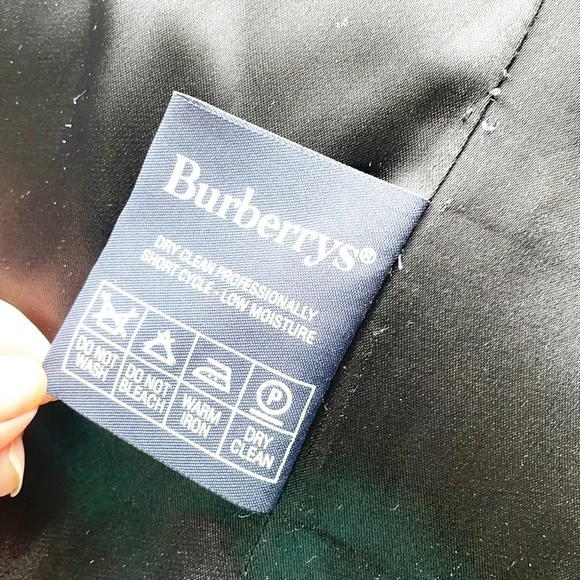 Burberrys®
DRY CLEAN PROFESSIONALLY
SHORT CYCLE - LOW MOISTURE
P
DO NOT WASH
DO NOT BLEACH
WARM IRON
DRY CLEAN